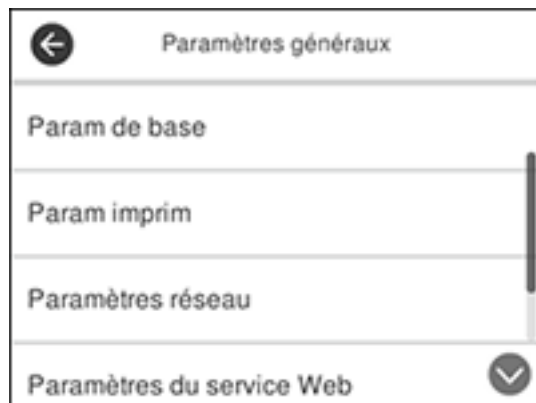 Paramètres généraux
Param de base
Param imprim
Paramètres réseau
Paramètres du service Web